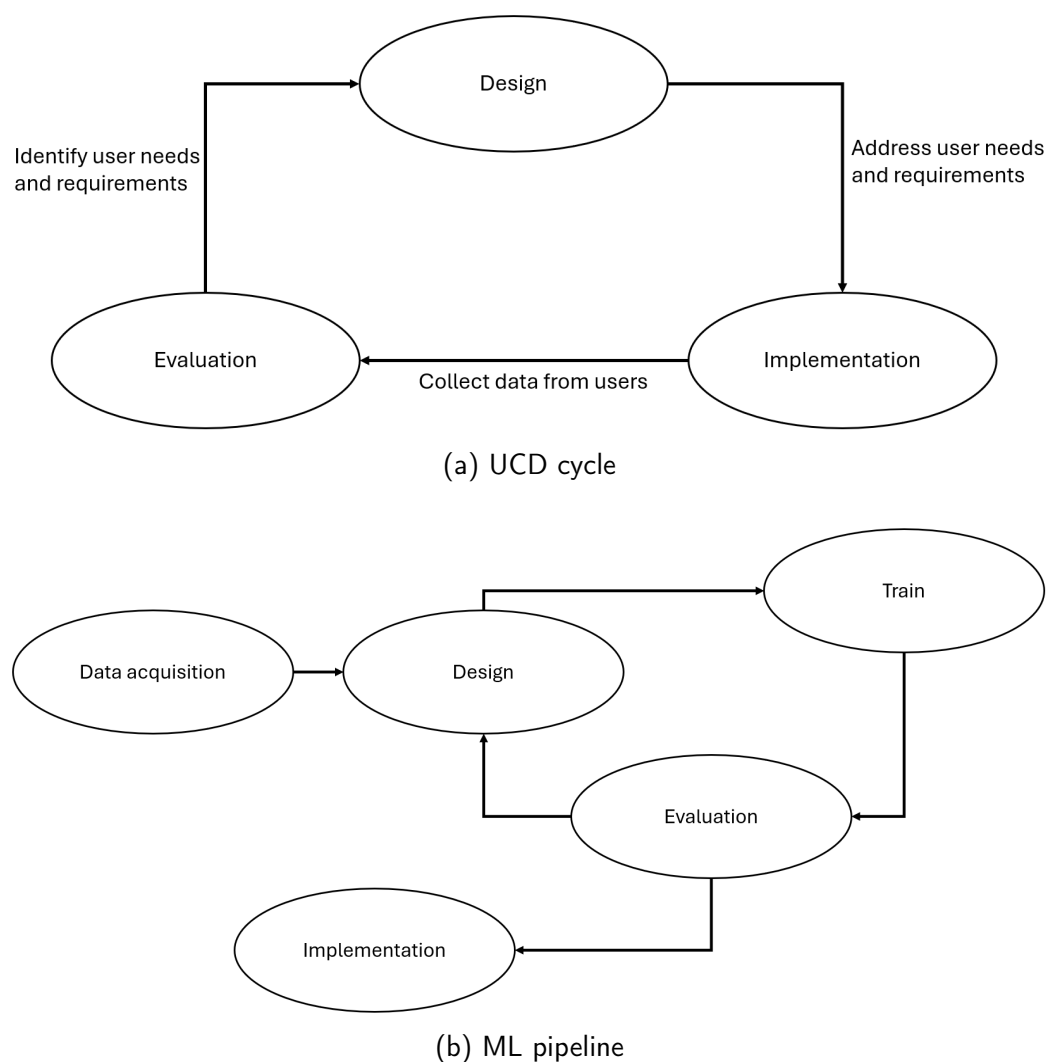 Design
Identify user needs
and requirements
Address user needs
and requirements
Evaluation
Implementation
Collect data from users
(a) UCD cycle
Train
Data acquisition
Design
Evaluation
Implementation
(b) ML pipeline